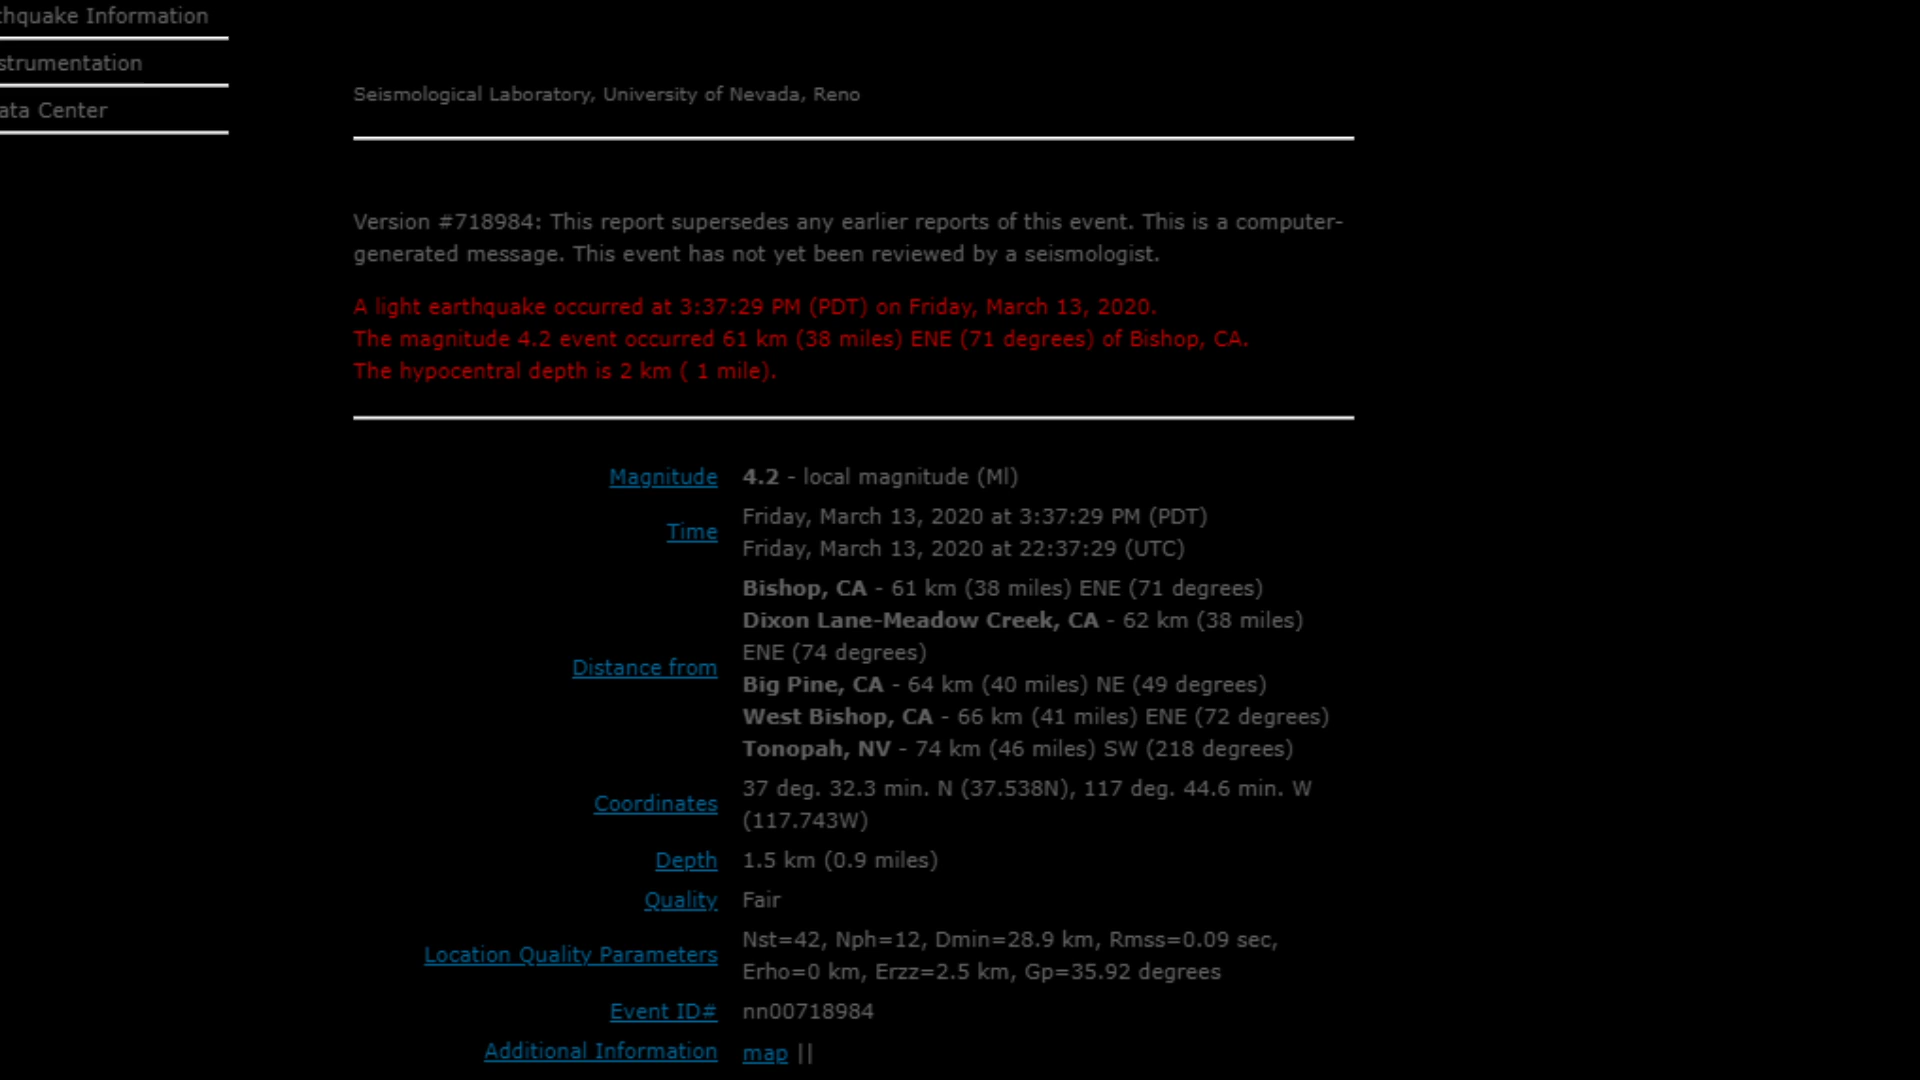 thquake Information
strumentation
ata Center
Seismological Laboratory, University of Nevada, Reno
Version #718984: This report supersedes any earlier reports of this event. This is a computer-
generated message. This event has not yet been reviewed by a seismologist.
A light earthquake occurred at 3:37:29 PM (PDT) on Friday, March 13, 2020.
The magnitude 4.2 event occurred 61 km (38 miles) ENE (71 degrees) of Bishop, CA.
The hypocentral depth is 2 km ( 1 mile).
Magnitude 4.2 - local magnitude (Ml)
Time Friday, March 13, 2020 at 3:37:29 PM (PDT)
Friday, March 13, 2020 at 22:37:29 (UTC)
Distance from Bishop, CA - 61 km (38 miles) ENE (71 degrees)
Dixon Lane-Meadow Creek, CA - 62 km (38 miles)
ENE (74 degrees)
Big Pine, CA - 64 km (40 miles) NE (49 degrees)
West Bishop, CA - 66 km (41 miles) ENE (72 degrees)
Tonopah, NV - 74 km (46 miles) SW (218 degrees)
Coordinates 37 deg. 32.3 min. N (37.538N), 117 deg. 44.6 min. W
(117.743W)
Depth 1.5 km (0.9 miles)
Quality Fair
Location Quality Parameters Nst=42, Nph=12, Dmin=28.9 km, Rmss=0.09 sec,
Erho=0 km, Erzz=2.5 km, Gp=35.92 degrees
Event ID# nn00718984
Additional Information map ||